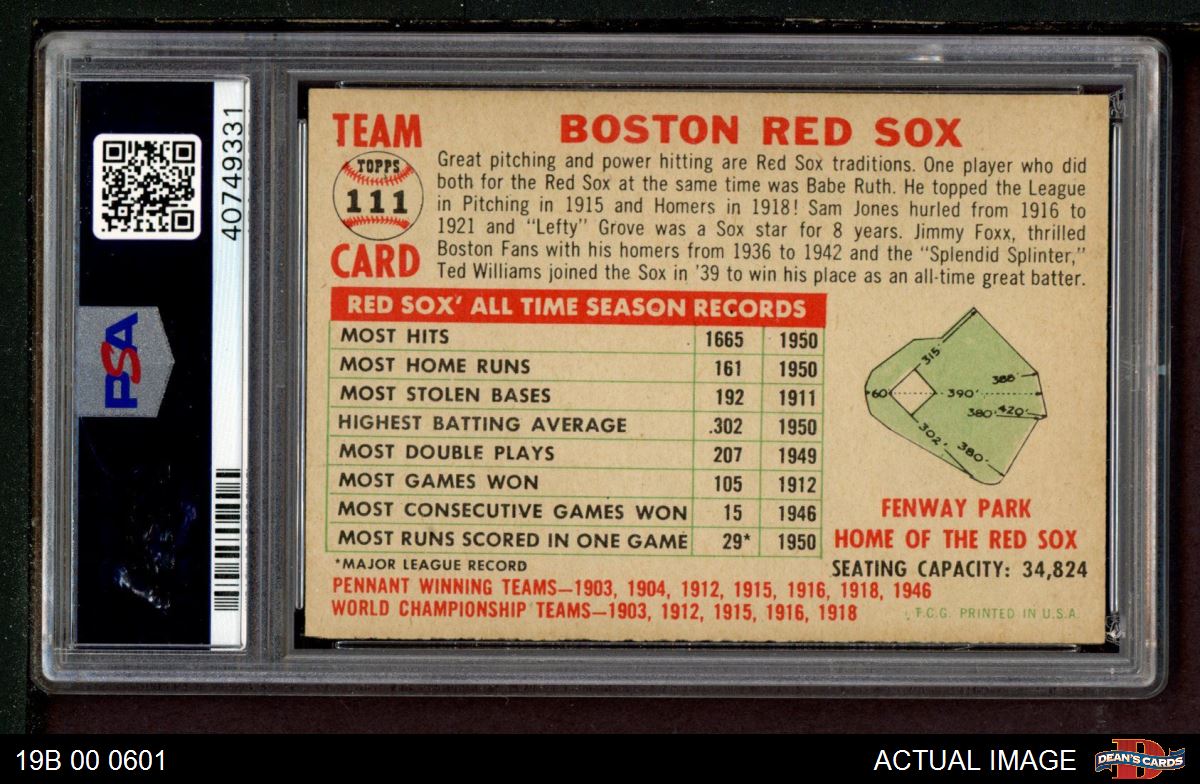 40749331
PSA
TEAM
TOPPS
111
CARD
BOSTON RED SOX
Great pitching and power hitting are Red Sox traditions. One player who did
both for the Red Sox at the same time was Babe Ruth. He topped the League
in Pitching in 1915 and Homers in 1918! Sam Jones hurled from 1916 to
1921 and "Lefty" Grove was a Sox star for 8 years. Jimmy Foxx, thrilled
Boston Fans with his homers from 1936 to 1942 and the "Splendid Splinter,"
Ted Williams joined the Sox in '39 to win his place as an all-time great batter.
RED SOX' ALL TIME SEASON RECORDS
MOST HITS 1665 1950
MOST HOME RUNS 161 1950
MOST STOLEN BASES 192 1911
HIGHEST BATTING AVERAGE .302 1950
MOST DOUBLE PLAYS 207 1949
MOST GAMES WON 105 1912
MOST CONSECUTIVE GAMES WON 15 1946
MOST RUNS SCORED IN ONE GAME 29* 1950
*MAJOR LEAGUE RECORD
315'
388'
60'
390'
380' 420'
302'
380'
FENWAY PARK
HOME OF THE RED SOX
SEATING CAPACITY: 34,824
PENNANT WINNING TEAMS—1903, 1904, 1912, 1915, 1916, 1918, 1946
WORLD CHAMPIONSHIP TEAMS—1903, 1912, 1915, 1916, 1918
T.C.G. PRINTED IN U.S.A.
19B 00 0601
ACTUAL IMAGE
D
DEAN'S CARDS